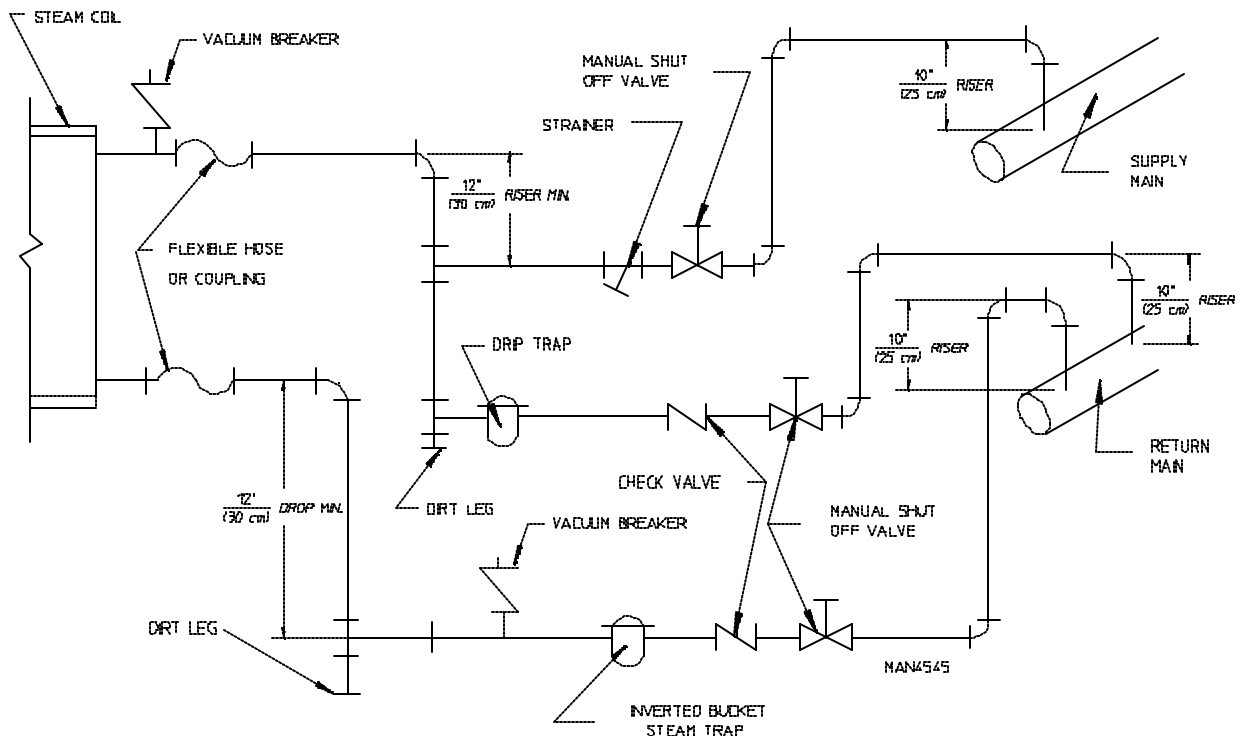 STEAM COIL
VACUUM BREAKER
MANUAL SHUT
OFF VALVE
10"
(25 cm) RISER
STRAINER
SUPPLY
MAIN
12"
(30 cm) RISER MIN.
FLEXIBLE HOSE
OR COUPLING
10"
(25 cm) RISER
10"
(25 cm) RISER
DRIP TRAP
RETURN
MAIN
CHECK VALVE
DIRT LEG
12"
(30 cm) DROP MIN.
VACUUM BREAKER
MANUAL SHUT
OFF VALVE
DIRT LEG
MAN4545
INVERTED BUCKET
STEAM TRAP